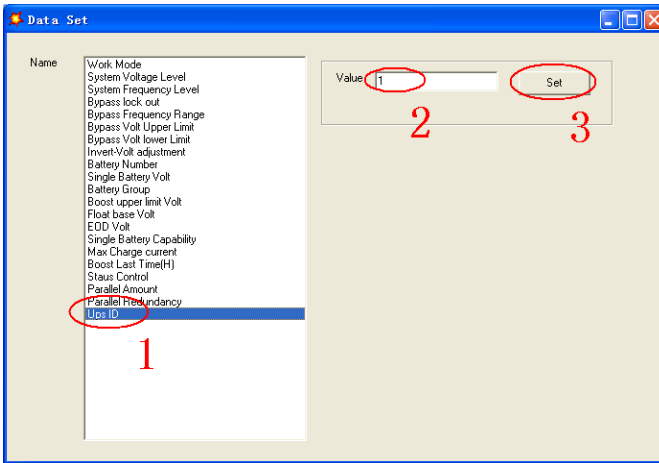 Data Set
Name
Work Mode
System Voltage Level
System Frequency Level
Bypass lock out
Bypass Frequency Range
Bypass Volt Upper Limit
Bypass Volt lower Limit
Invert-Volt adjustment
Battery Number
Single Battery Volt
Battery Group
Boost upper limit Volt
Float base Volt
EOD Volt
Single Battery Capability
Max Charge current
Boost Last Time(H)
Staus Control
Parallel Amount
Parallel Redundancy
Ups ID
1
Value 1 Set
2 3